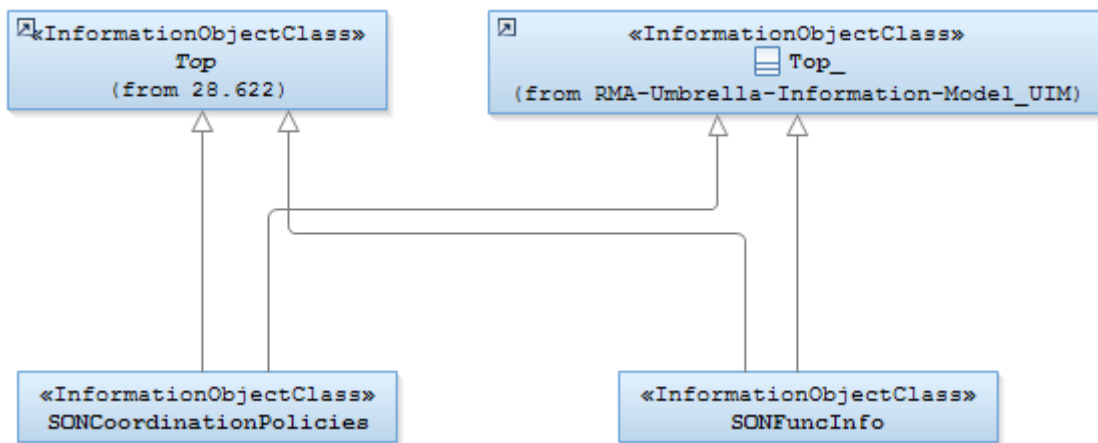 «InformationObjectClass»
Top
(from 28.622)
«InformationObjectClass»
Top_
(from RMA-Umbrella-Information-Model_UIM)
«InformationObjectClass»
SONCoordinationPolicies
«InformationObjectClass»
SONFuncInfo